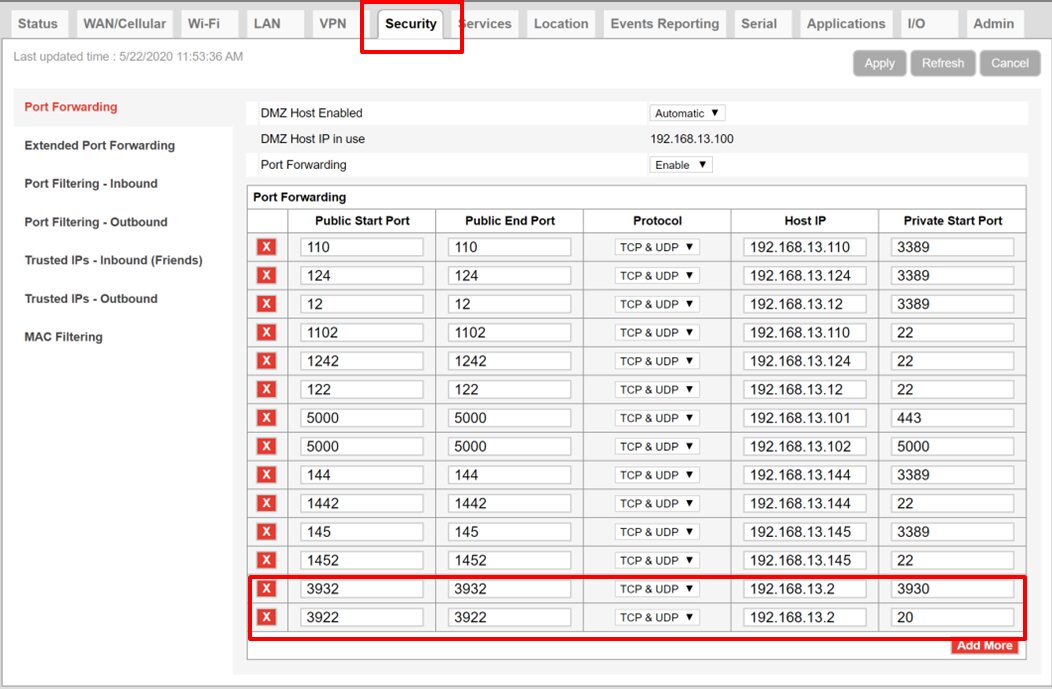 Status WAN/Cellular Wi-Fi LAN VPN Security Services Location Events Reporting Serial Applications I/O Admin
Last updated time : 5/22/2020 11:53:36 AM
Apply Refresh Cancel
Port Forwarding
Extended Port Forwarding
Port Filtering - Inbound
Port Filtering - Outbound
Trusted IPs - Inbound (Friends)
Trusted IPs - Outbound
MAC Filtering
DMZ Host Enabled Automatic ▼
DMZ Host IP in use 192.168.13.100
Port Forwarding Enable ▼
Port Forwarding
Public Start Port Public End Port Protocol Host IP Private Start Port
X 110 110 TCP & UDP ▼ 192.168.13.110 3389
X 124 124 TCP & UDP ▼ 192.168.13.124 3389
X 12 12 TCP & UDP ▼ 192.168.13.12 3389
X 1102 1102 TCP & UDP ▼ 192.168.13.110 22
X 1242 1242 TCP & UDP ▼ 192.168.13.124 22
X 122 122 TCP & UDP ▼ 192.168.13.12 22
X 5000 5000 TCP & UDP ▼ 192.168.13.101 443
X 5000 5000 TCP & UDP ▼ 192.168.13.102 5000
X 144 144 TCP & UDP ▼ 192.168.13.144 3389
X 1442 1442 TCP & UDP ▼ 192.168.13.144 22
X 145 145 TCP & UDP ▼ 192.168.13.145 3389
X 1452 1452 TCP & UDP ▼ 192.168.13.145 22
X 3932 3932 TCP & UDP ▼ 192.168.13.2 3930
X 3922 3922 TCP & UDP ▼ 192.168.13.2 20
Add More